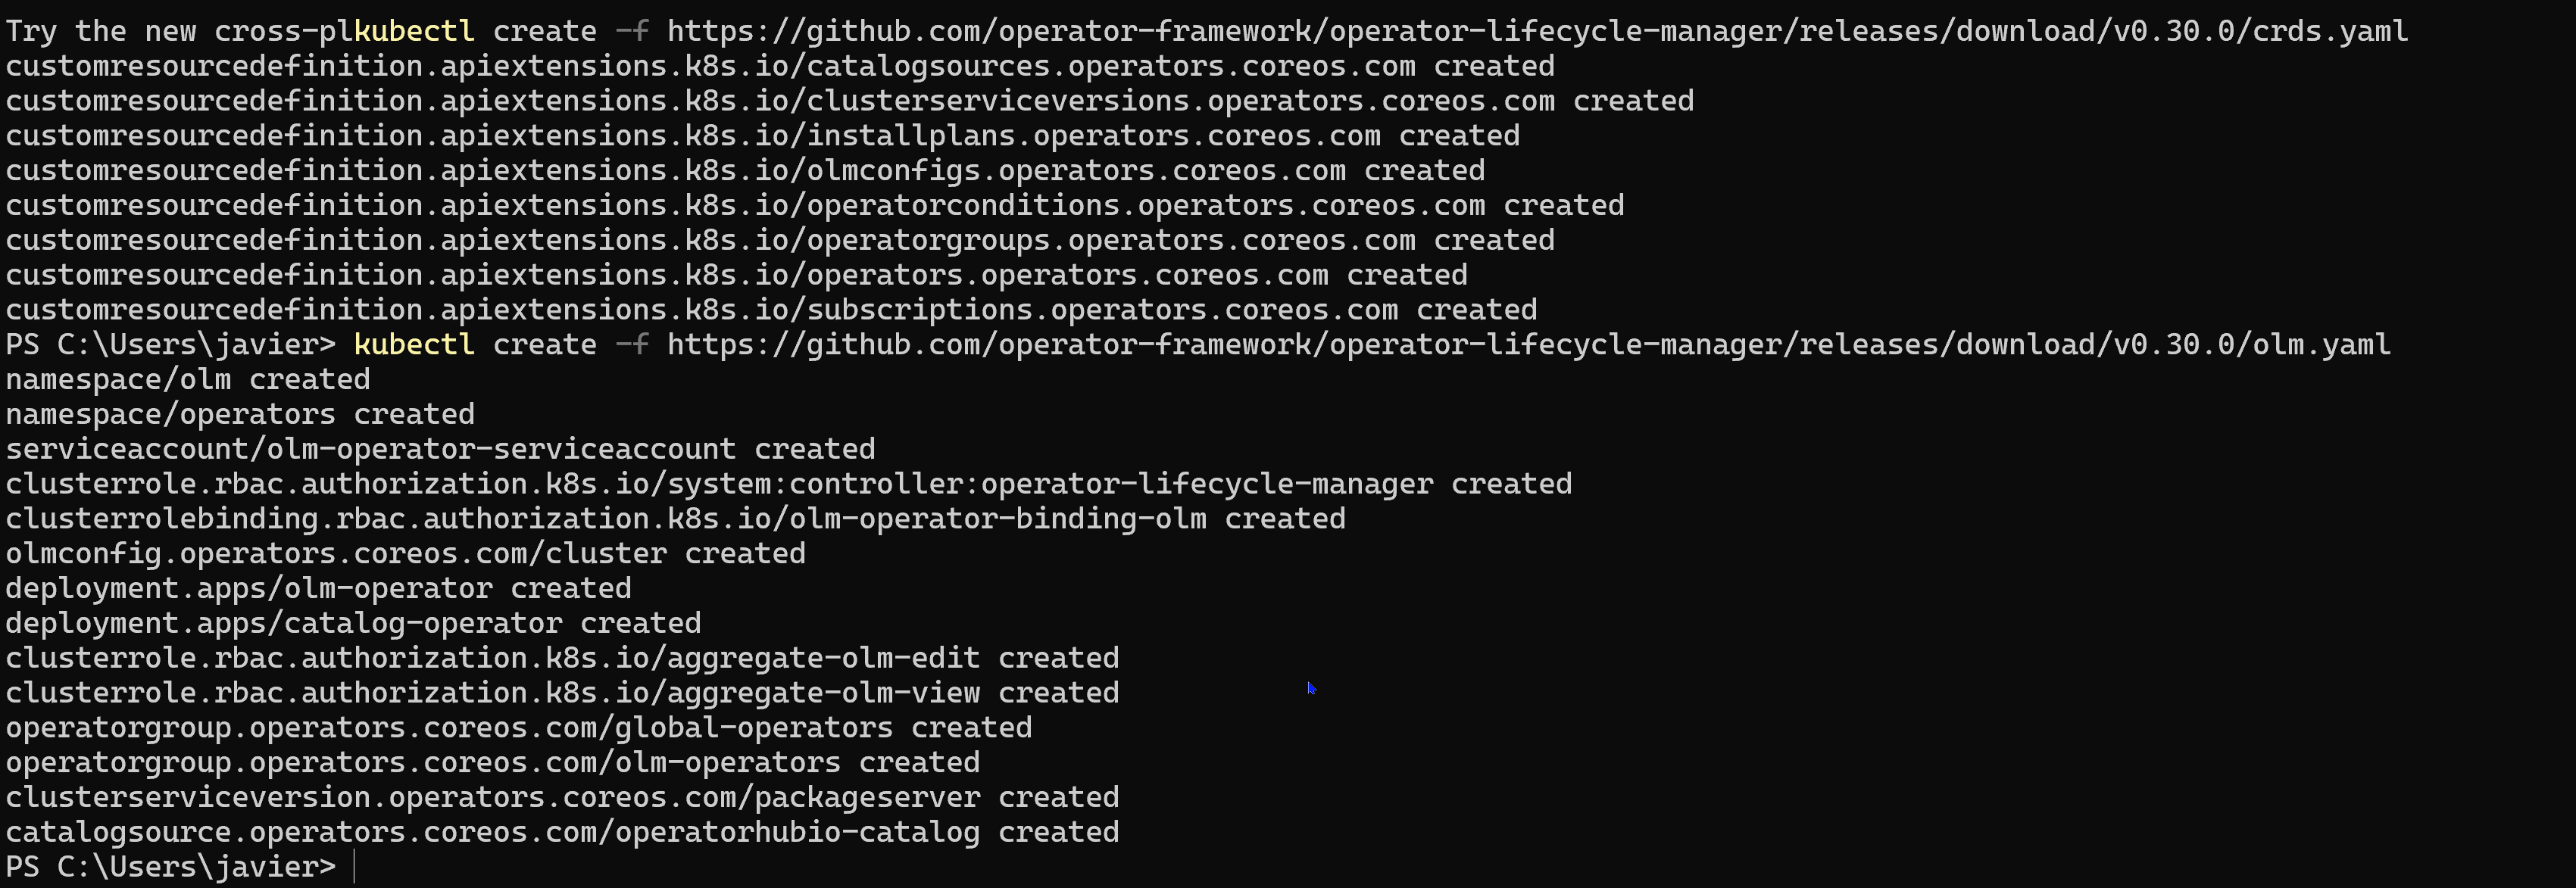 Try the new cross-plkubectl create -f https://github.com/operator-framework/operator-lifecycle-manager/releases/download/v0.30.0/crds.yaml
customresourcedefinition.apiextensions.k8s.io/catalogsources.operators.coreos.com created
customresourcedefinition.apiextensions.k8s.io/clusterserviceversions.operators.coreos.com created
customresourcedefinition.apiextensions.k8s.io/installplans.operators.coreos.com created
customresourcedefinition.apiextensions.k8s.io/olmconfigs.operators.coreos.com created
customresourcedefinition.apiextensions.k8s.io/operatorconditions.operators.coreos.com created
customresourcedefinition.apiextensions.k8s.io/operatorgroups.operators.coreos.com created
customresourcedefinition.apiextensions.k8s.io/operators.operators.coreos.com created
customresourcedefinition.apiextensions.k8s.io/subscriptions.operators.coreos.com created
PS C:\Users\javier> kubectl create -f https://github.com/operator-framework/operator-lifecycle-manager/releases/download/v0.30.0/olm.yaml
namespace/olm created
namespace/operators created
serviceaccount/olm-operator-serviceaccount created
clusterrole.rbac.authorization.k8s.io/system:controller:operator-lifecycle-manager created
clusterrolebinding.rbac.authorization.k8s.io/olm-operator-binding-olm created
olmconfig.operators.coreos.com/cluster created
deployment.apps/olm-operator created
deployment.apps/catalog-operator created
clusterrole.rbac.authorization.k8s.io/aggregate-olm-edit created
clusterrole.rbac.authorization.k8s.io/aggregate-olm-view created
operatorgroup.operators.coreos.com/global-operators created
operatorgroup.operators.coreos.com/olm-operators created
clusterserviceversion.operators.coreos.com/packageserver created
catalogsource.operators.coreos.com/operatorhubio-catalog created
PS C:\Users\javier>